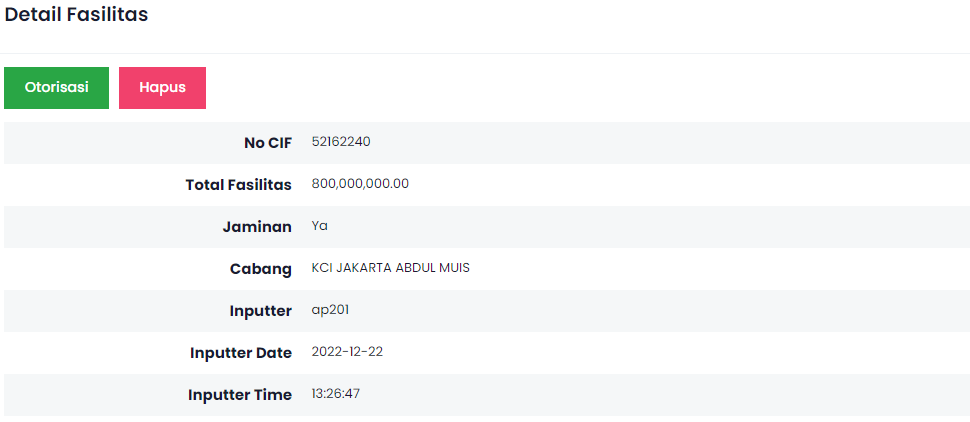 Detail Fasilitas
Otorisasi Hapus
No CIF 52162240
Total Fasilitas 800,000,000.00
Jaminan Ya
Cabang KCI JAKARTA ABDUL MUIS
Inputter ap201
Inputter Date 2022-12-22
Inputter Time 13:26:47